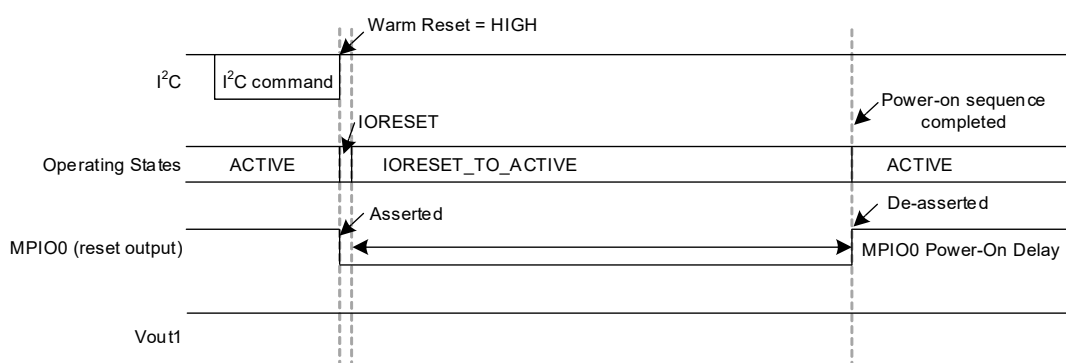 Warm Reset = HIGH
I²C
I²C command
Power-on sequence
completed
IORESET
Operating States
ACTIVE
IORESET_TO_ACTIVE
ACTIVE
De-asserted
Asserted
MPIO0 (reset output)
MPIO0 Power-On Delay
Vout1